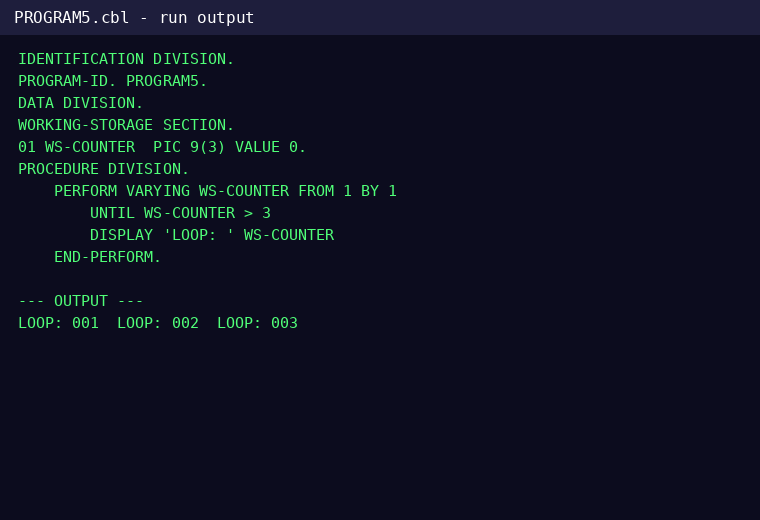 PROGRAM5.cbl - run output
IDENTIFICATION DIVISION.
PROGRAM-ID. PROGRAM5.
DATA DIVISION.
WORKING-STORAGE SECTION.
01 WS-COUNTER  PIC 9(3) VALUE 0.
PROCEDURE DIVISION.
    PERFORM VARYING WS-COUNTER FROM 1 BY 1
        UNTIL WS-COUNTER > 3
        DISPLAY 'LOOP: ' WS-COUNTER
    END-PERFORM.
--- OUTPUT ---
LOOP: 001  LOOP: 002  LOOP: 003